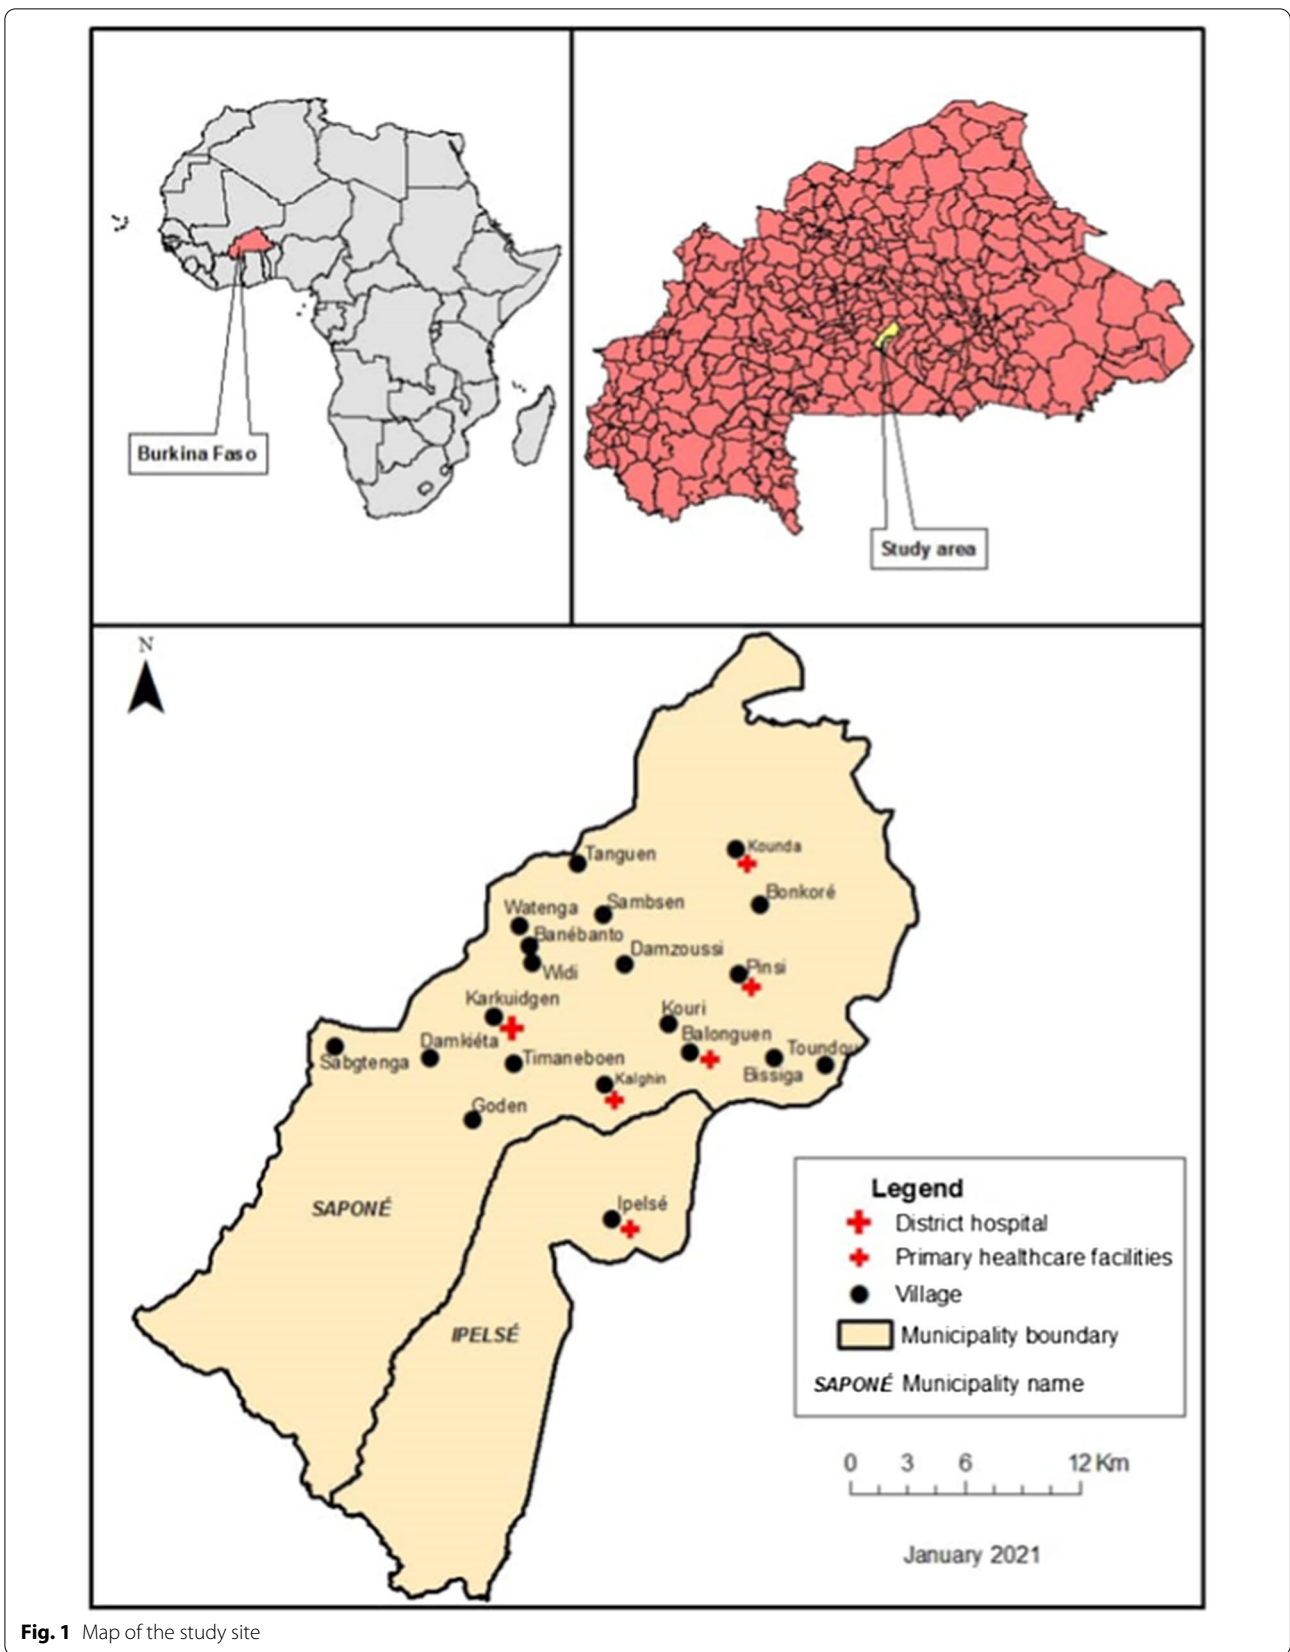 Burkina Faso
Study area
N
Tanguen
Kounda
Bonkoré
Sambsen
Watenga
Banébanto
Damzoussi
Widi
Pinsi
Karkuidgen
Kouri
Balonguen
Damkiéta
Toundou
Sabgtenga
Timaneboen
Bissiga
Kalghin
Goden
SAPONÉ
Ipelsé
IPELSÉ
Legend
District hospital
Primary healthcare facilities
Village
Municipality boundary
SAPONÉ Municipality name
0 3 6 12 Km
January 2021
Fig. 1 Map of the study site